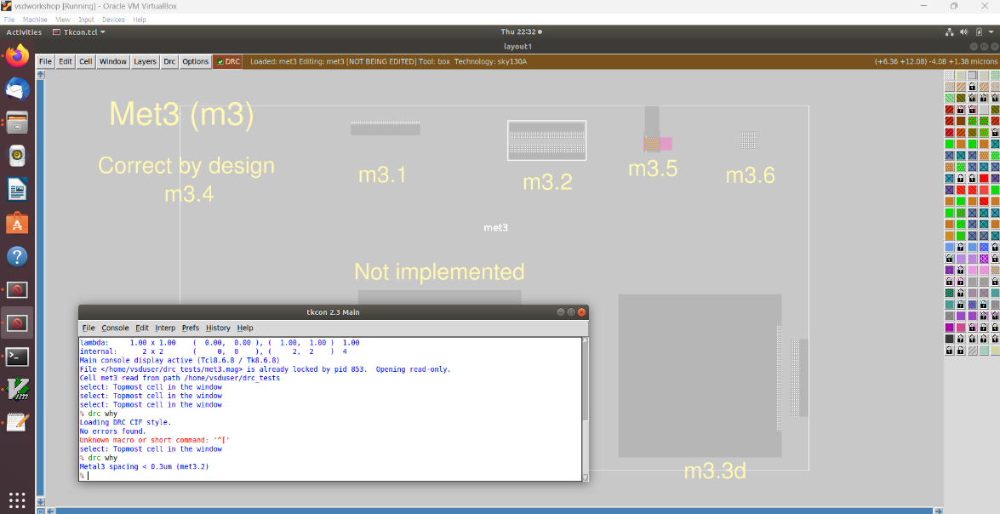 vsdworkshop [Running] - Oracle VM VirtualBox
File Machine View Input Devices Help
Activities Tkcon.tcl Thu 22:32
layout1
File Edit Cell Window Layers Drc Options DRC Loaded: met3 Editing: met3 [NOT BEING EDITED] Tool: box Technology: sky130A (+6.36 +12.08) -4.08 +1.38 microns
Met3 (m3)
Correct by design
m3.4
m3.1
m3.2
m3.5
m3.6
met3
Not implemented
tkcon 2.3 Main
File Console Edit Interp Prefs History Help
lambda: 1.00 x 1.00 ( 0.00, 0.00 ), ( 1.00, 1.00 ) 1.00
internal: 2 x 2 ( 0, 0 ), ( 2, 2 ) 4
Main console display active (Tcl8.6.8 / Tk8.6.8)
File </home/vsduser/drc_tests/met3.mag> is already locked by pid 853. Opening read-only.
Cell met3 read from path /home/vsduser/drc_tests
select: Topmost cell in the window
select: Topmost cell in the window
select: Topmost cell in the window
% drc why
Loading DRC CIF style.
No errors found.
Unknown macro or short command: '^['
select: Topmost cell in the window
% drc why
Metal3 spacing < 0.3um (met3.2)
%
m3.3d